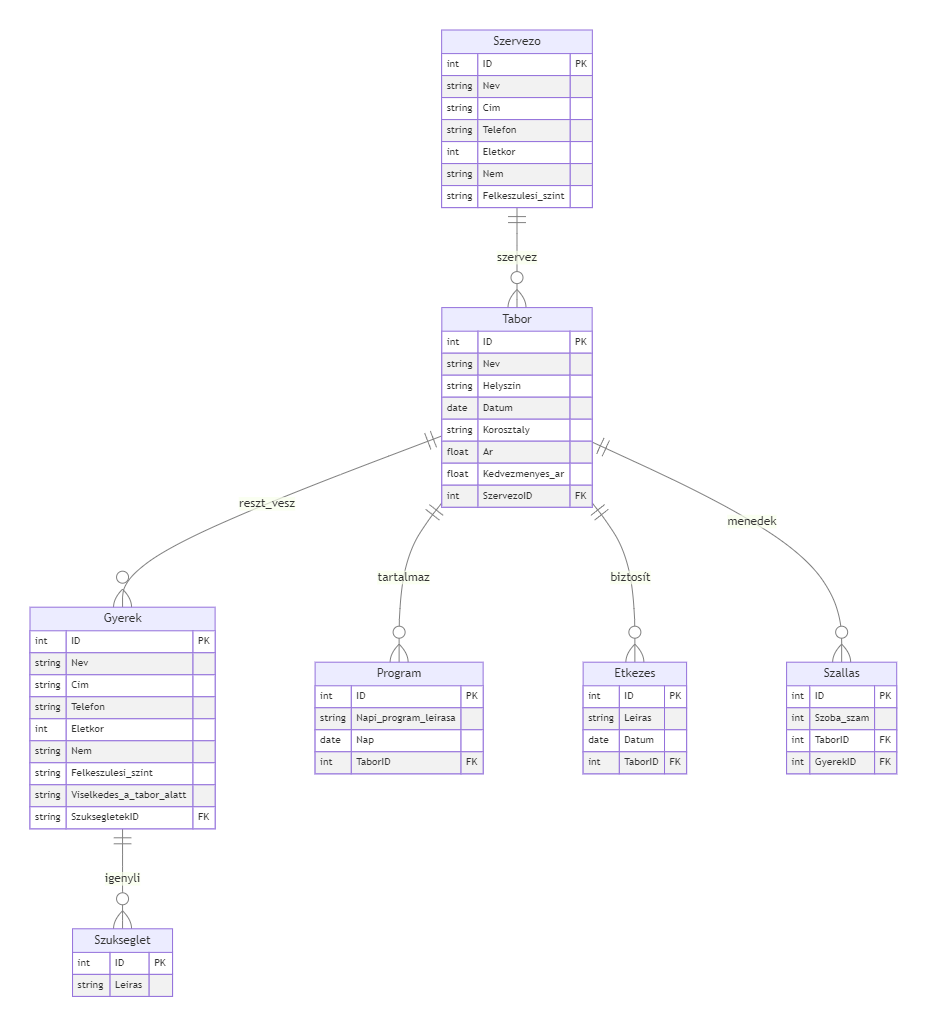 Szervezo
int ID PK
string Nev
string Cim
string Telefon
int Eletkor
string Nem
string Felkeszulesi_szint
szervez
Tabor
int ID PK
string Nev
string Helyszin
date Datum
string Korosztaly
float Ar
float Kedvezmenyes_ar
int SzervezoID FK
reszt_vesz
tartalmaz
biztosít
menedek
Gyerek
int ID PK
string Nev
string Cim
string Telefon
int Eletkor
string Nem
string Felkeszulesi_szint
string Viselkedes_a_tabor_alatt
string SzuksegletekID FK
Program
int ID PK
string Napi_program_leirasa
date Nap
int TaborID FK
Etkezes
int ID PK
string Leiras
date Datum
int TaborID FK
Szallas
int ID PK
int Szoba_szam
int TaborID FK
int GyerekID FK
igenyli
Szukseglet
int ID PK
string Leiras